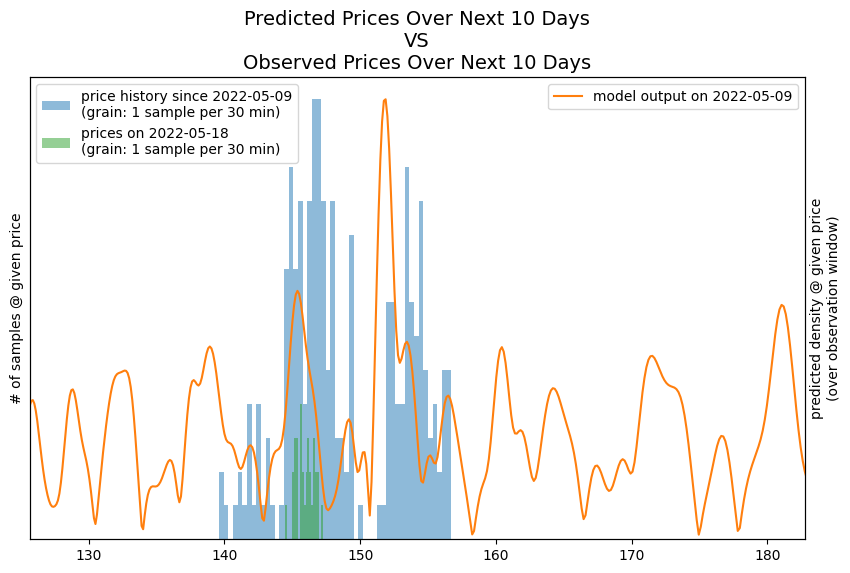 Predicted Prices Over Next 10 Days
VS
Observed Prices Over Next 10 Days
price history since 2022-05-09
(grain: 1 sample per 30 min)
prices on 2022-05-18
(grain: 1 sample per 30 min)
model output on 2022-05-09
# of samples @ given price
predicted density @ given price
(over observation window)
130
140
150
160
170
180